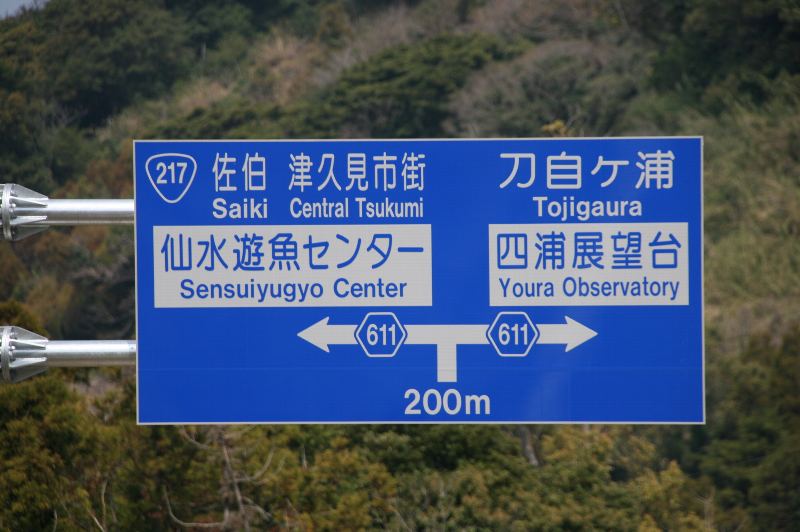 217 佐伯 津久見市街
Saiki Central Tsukumi
仙水遊魚センター
Sensuiyugyo Center
刀自ケ浦
Tojigaura
四浦展望台
Youra Observatory
611 611
200m